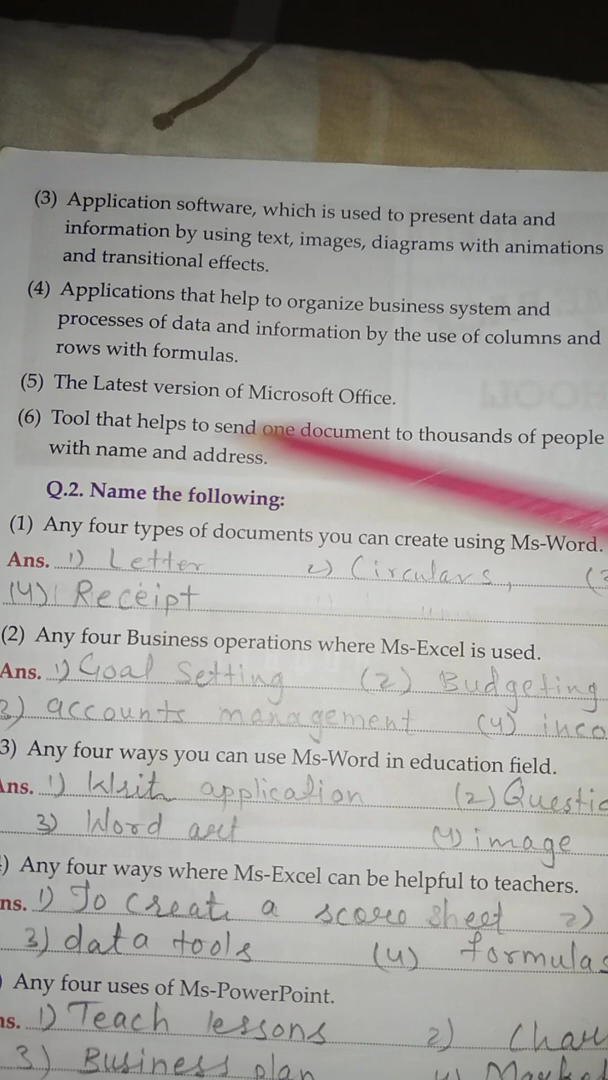 (3) Application software, which is used to present data and
information by using text, images, diagrams with animations
and transitional effects.
(4) Applications that help to organize business system and
processes of data and information by the use of columns and
rows with formulas.
(5) The Latest version of Microsoft Office.
(6) Tool that helps to send one document to thousands of people
with name and address.
Q.2. Name the following:
(1) Any four types of documents you can create using Ms-Word.
Ans. 1) Letter 2) Circulars,
(4) Receipt
(2) Any four Business operations where Ms-Excel is used.
Ans. 1) Goal Setting (2) Budgeting
3) accounts management (4) inco
3) Any four ways you can use Ms-Word in education field.
Ans. 1) Write application (2) Questio
3) Word art (4) image
) Any four ways where Ms-Excel can be helpful to teachers.
ns. 1) To create a score sheet 2)
3) data tools (4) formulas
) Any four uses of Ms-PowerPoint.
ns. 1) Teach lessons 2)
3) Business plan